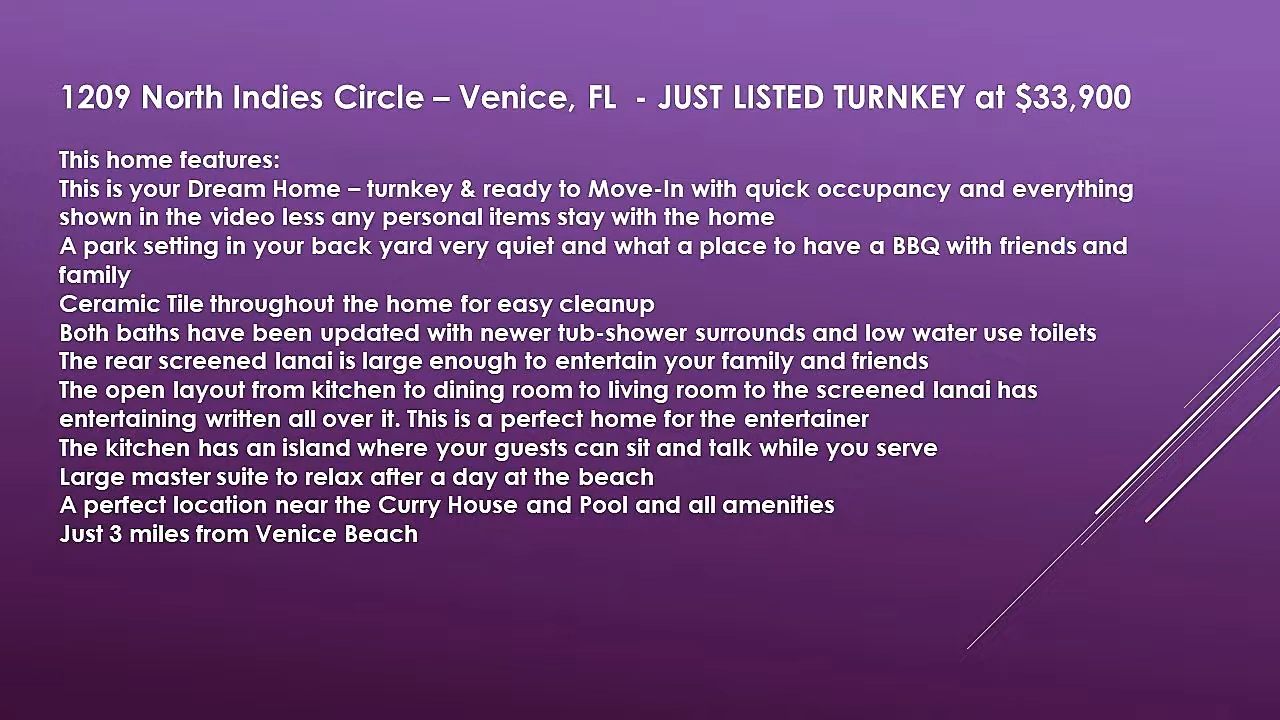 1209 North Indies Circle – Venice, FL  - JUST LISTED TURNKEY at $33,900
This home features:
This is your Dream Home – turnkey & ready to Move-In with quick occupancy and everything
shown in the video less any personal items stay with the home
A park setting in your back yard very quiet and what a place to have a BBQ with friends and
family
Ceramic Tile throughout the home for easy cleanup
Both baths have been updated with newer tub-shower surrounds and low water use toilets
The rear screened lanai is large enough to entertain your family and friends
The open layout from kitchen to dining room to living room to the screened lanai has
entertaining written all over it. This is a perfect home for the entertainer
The kitchen has an island where your guests can sit and talk while you serve
Large master suite to relax after a day at the beach
A perfect location near the Curry House and Pool and all amenities
Just 3 miles from Venice Beach